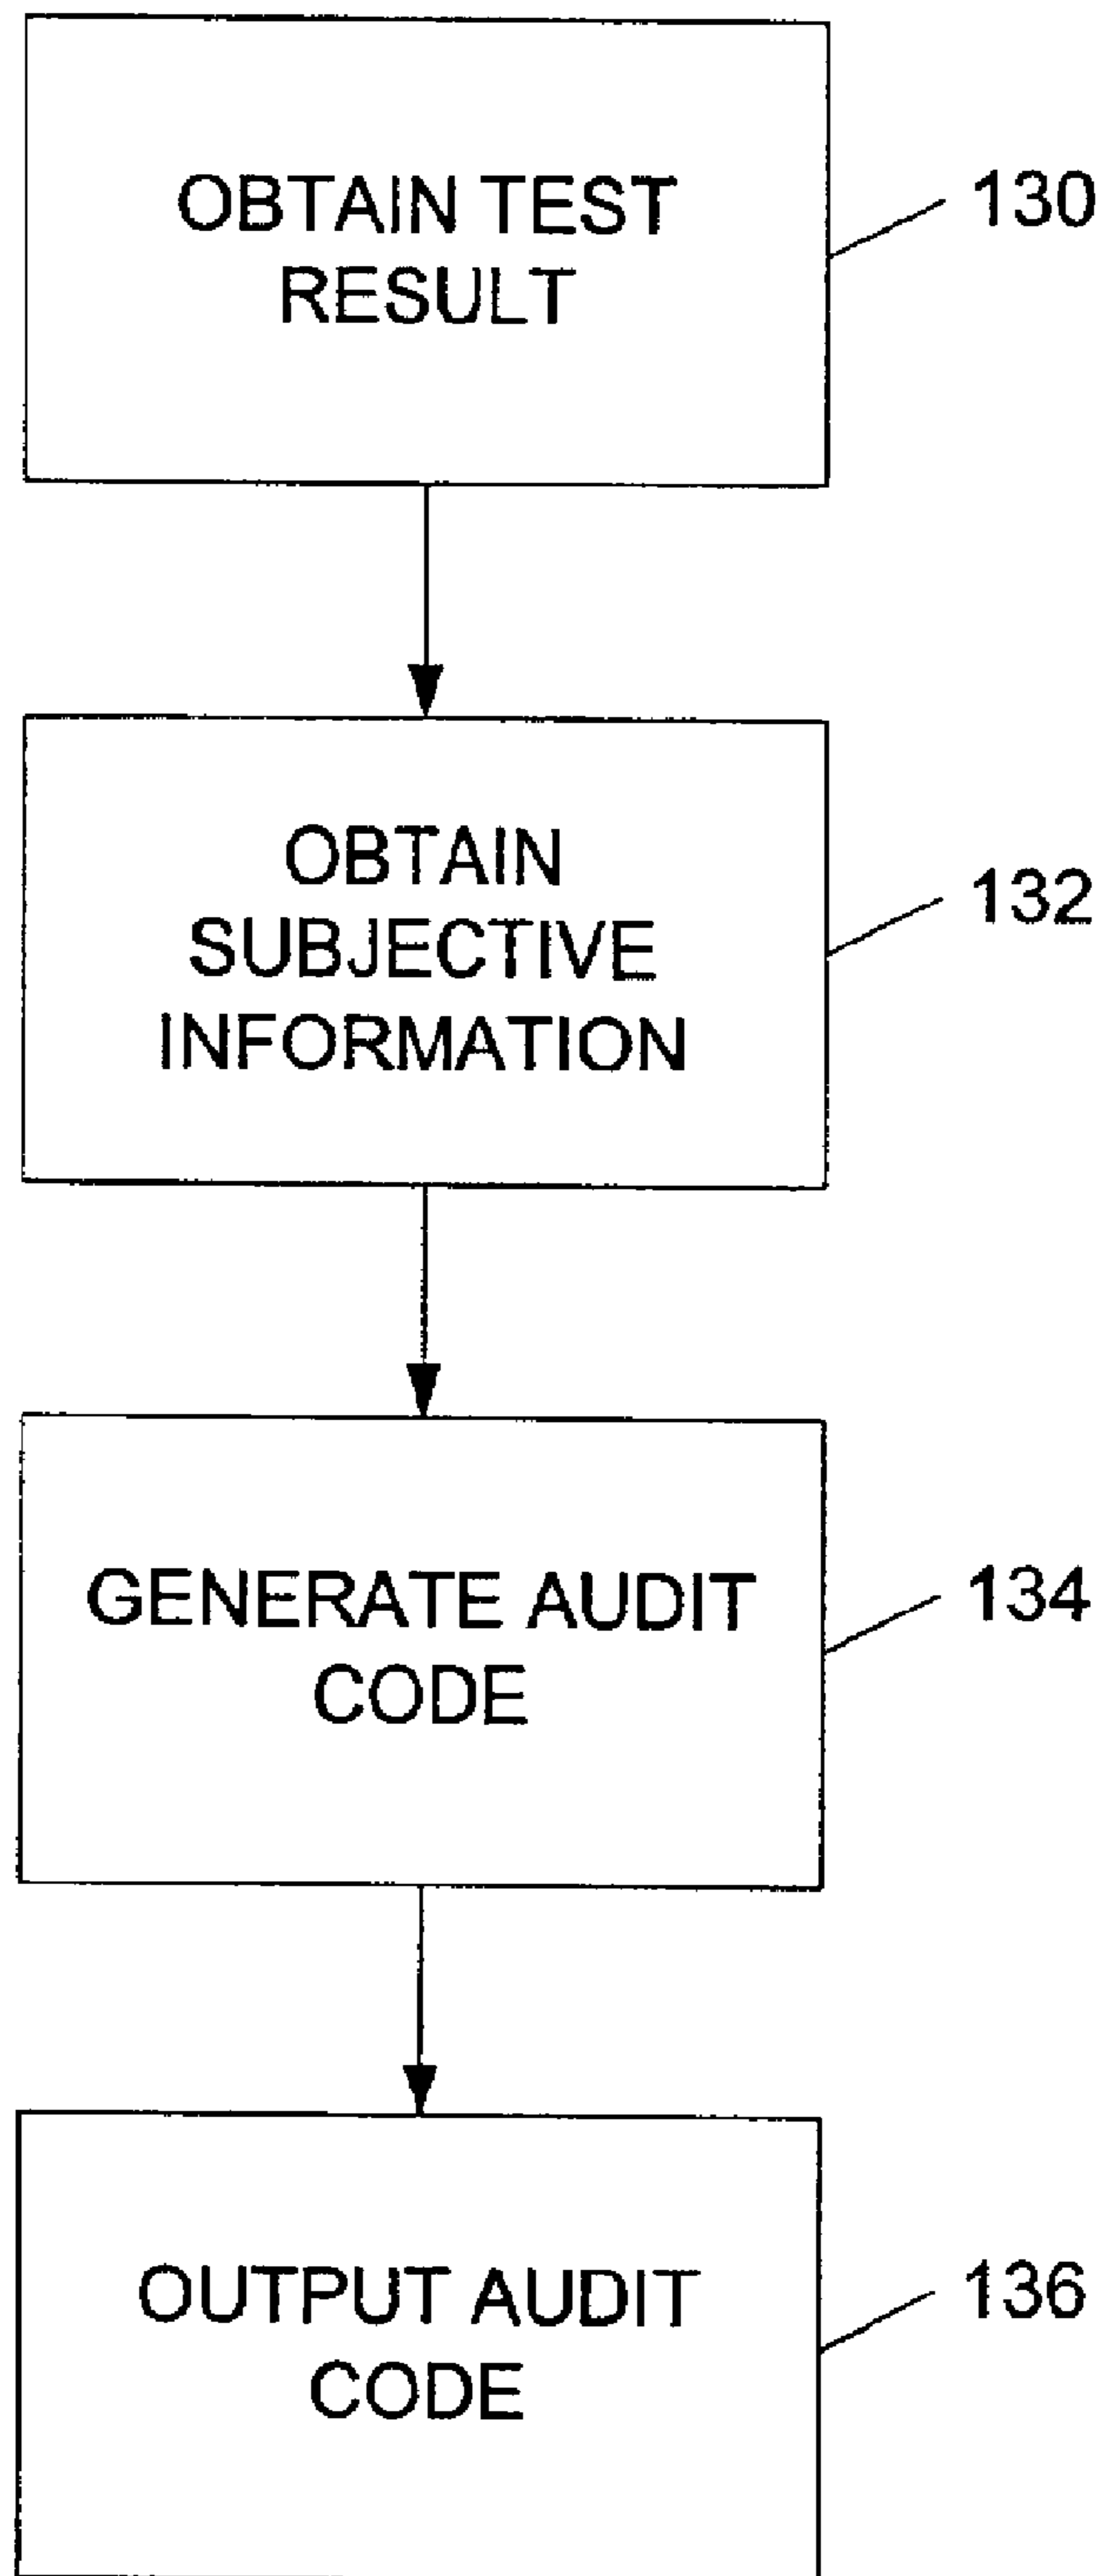 OBTAIN TEST
RESULT
130
OBTAIN
SUBJECTIVE
INFORMATION
132
GENERATE AUDIT
CODE
134
OUTPUT AUDIT
CODE
136